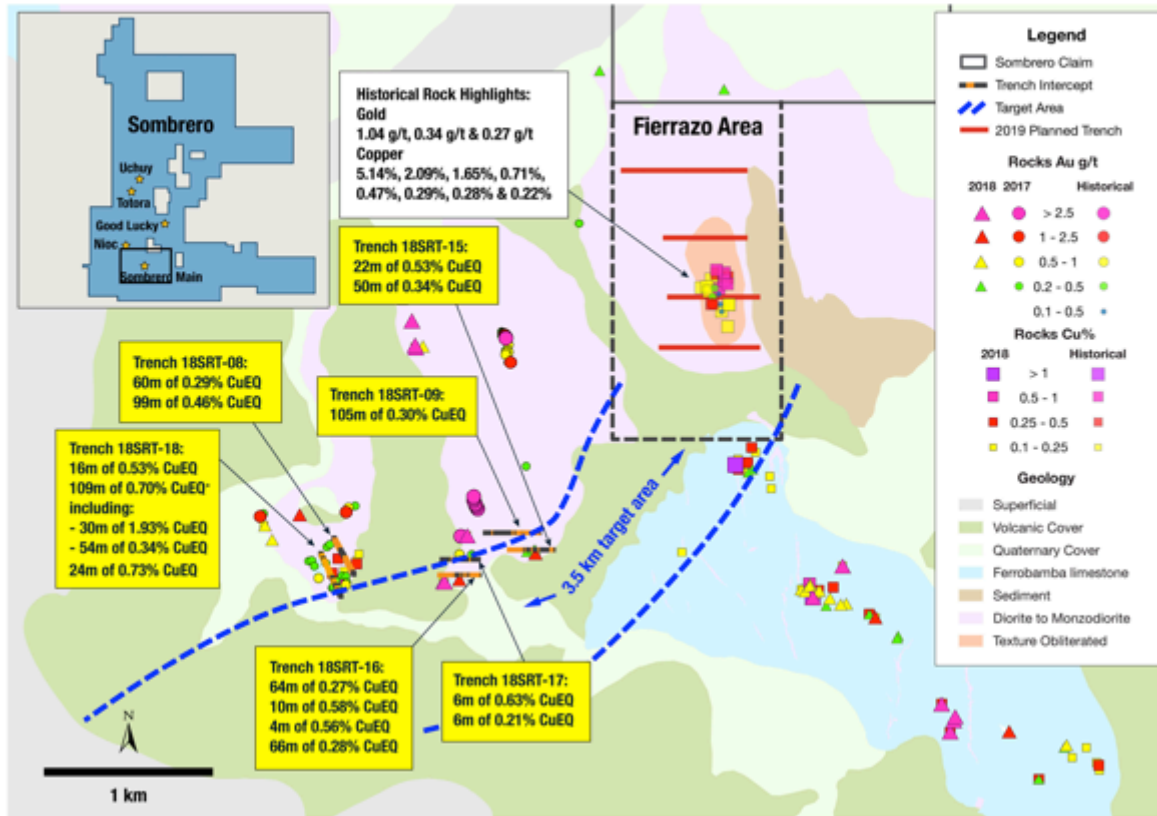 Sombrero
Uchuy
Totora
Good Lucky
Nioc
Sombrero Main
Historical Rock Highlights:
Gold
1.04 g/t, 0.34 g/t & 0.27 g/t
Copper
5.14%, 2.09%, 1.65%, 0.71%,
0.47%, 0.29%, 0.28% & 0.22%
Fierrazo Area
Trench 18SRT-15:
22m of 0.53% CuEQ
50m of 0.34% CuEQ
Trench 18SRT-08:
60m of 0.29% CuEQ
99m of 0.46% CuEQ
Trench 18SRT-09:
105m of 0.30% CuEQ
Trench 18SRT-18:
16m of 0.53% CuEQ
109m of 0.70% CuEQ*
including:
- 30m of 1.93% CuEQ
- 54m of 0.34% CuEQ
24m of 0.73% CuEQ
3.5 km target area
Trench 18SRT-16:
64m of 0.27% CuEQ
10m of 0.58% CuEQ
4m of 0.56% CuEQ
66m of 0.28% CuEQ
Trench 18SRT-17:
6m of 0.63% CuEQ
6m of 0.21% CuEQ
N
1 km
Legend
Sombrero Claim
Trench Intercept
Target Area
2019 Planned Trench
Rocks Au g/t
2018 2017 Historical
> 2.5
1 - 2.5
0.5 - 1
0.2 - 0.5
0.1 - 0.5
Rocks Cu%
2018 Historical
> 1
0.5 - 1
0.25 - 0.5
0.1 - 0.25
Geology
Superficial
Volcanic Cover
Quaternary Cover
Ferrobamba limestone
Sediment
Diorite to Monzodiorite
Texture Obliterated